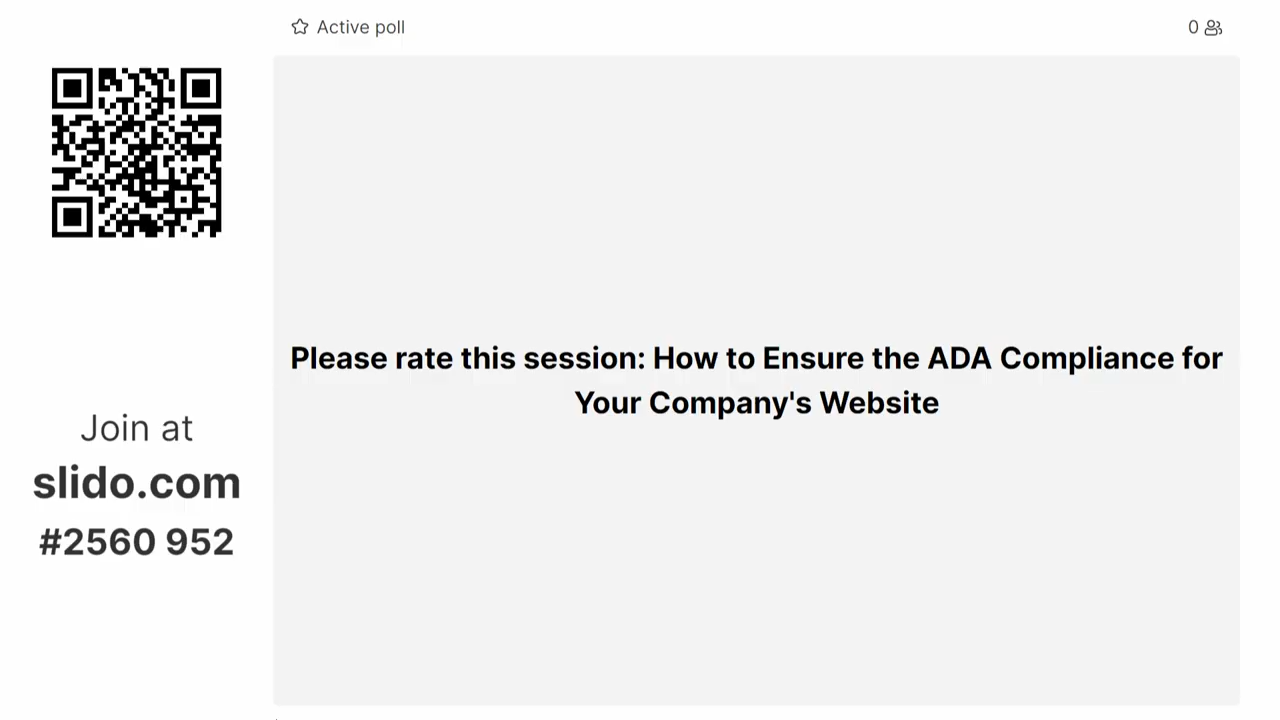 Active poll
0
Please rate this session: How to Ensure the ADA Compliance for
Your Company's Website
Join at
slido.com
#2560 952